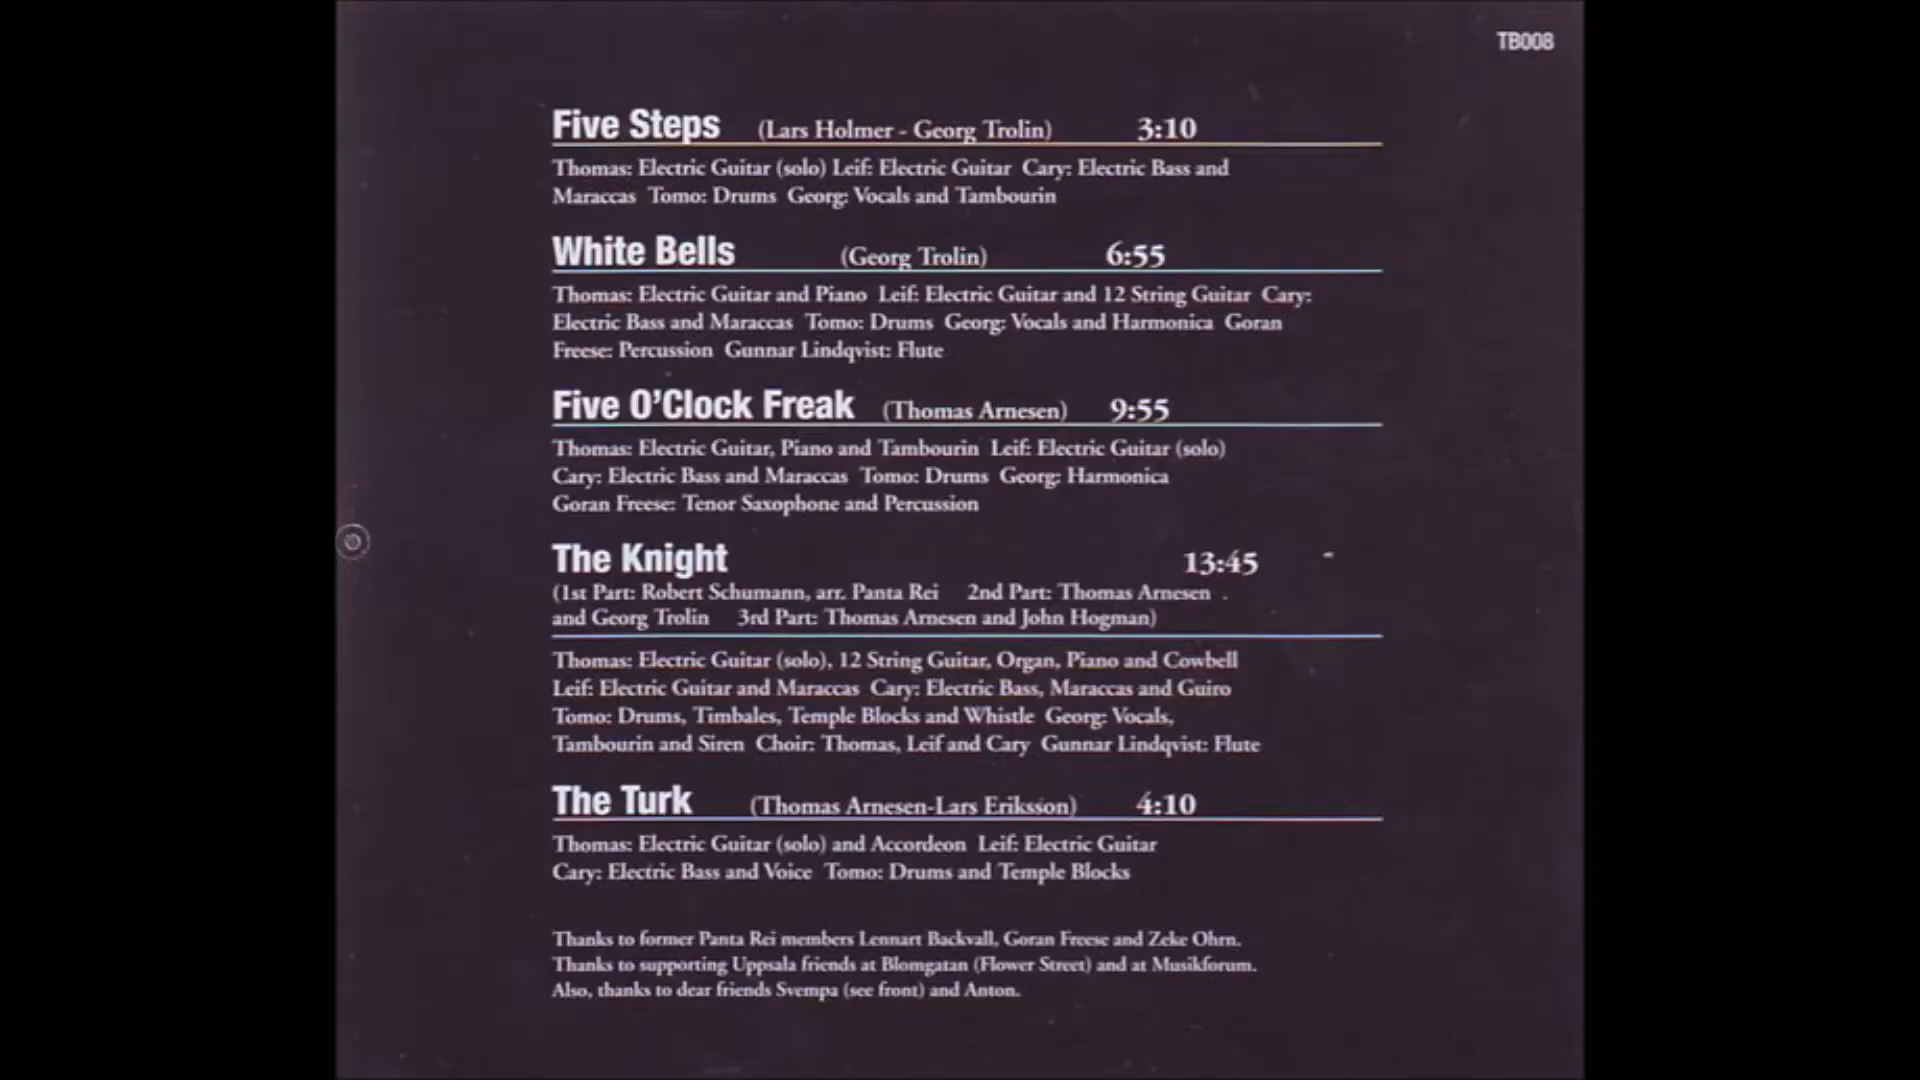 TB008
Five Steps (Lars Holmer - Georg Trolin) 3:10
Thomas: Electric Guitar (solo) Leif: Electric Guitar Cary: Electric Bass and
Maraccas Tomo: Drums Georg: Vocals and Tambourin
White Bells (Georg Trolin) 6:55
Thomas: Electric Guitar and Piano Leif: Electric Guitar and 12 String Guitar Cary:
Electric Bass and Maraccas Tomo: Drums Georg: Vocals and Harmonica Goran
Freese: Percussion Gunnar Lindqvist: Flute
Five O'Clock Freak (Thomas Arnesen) 9:55
Thomas: Electric Guitar, Piano and Tambourin Leif: Electric Guitar (solo)
Cary: Electric Bass and Maraccas Tomo: Drums Georg: Harmonica
Goran Freese: Tenor Saxophone and Percussion
The Knight 13:45
(1st Part: Robert Schumann, arr. Panta Rei 2nd Part: Thomas Arnesen
and Georg Trolin 3rd Part: Thomas Arnesen and John Hogman)
Thomas: Electric Guitar (solo), 12 String Guitar, Organ, Piano and Cowbell
Leif: Electric Guitar and Maraccas Cary: Electric Bass, Maraccas and Guiro
Tomo: Drums, Timbales, Temple Blocks and Whistle Georg: Vocals,
Tambourin and Siren Choir: Thomas, Leif and Cary Gunnar Lindqvist: Flute
The Turk (Thomas Arnesen-Lars Eriksson) 4:10
Thomas: Electric Guitar (solo) and Accordeon Leif: Electric Guitar
Cary: Electric Bass and Voice Tomo: Drums and Temple Blocks
Thanks to former Panta Rei members Lennart Backvall, Goran Freese and Zeke Ohrn.
Thanks to supporting Uppsala friends at Blomgatan (Flower Street) and at Musikforum.
Also, thanks to dear friends Svempa (see front) and Anton.